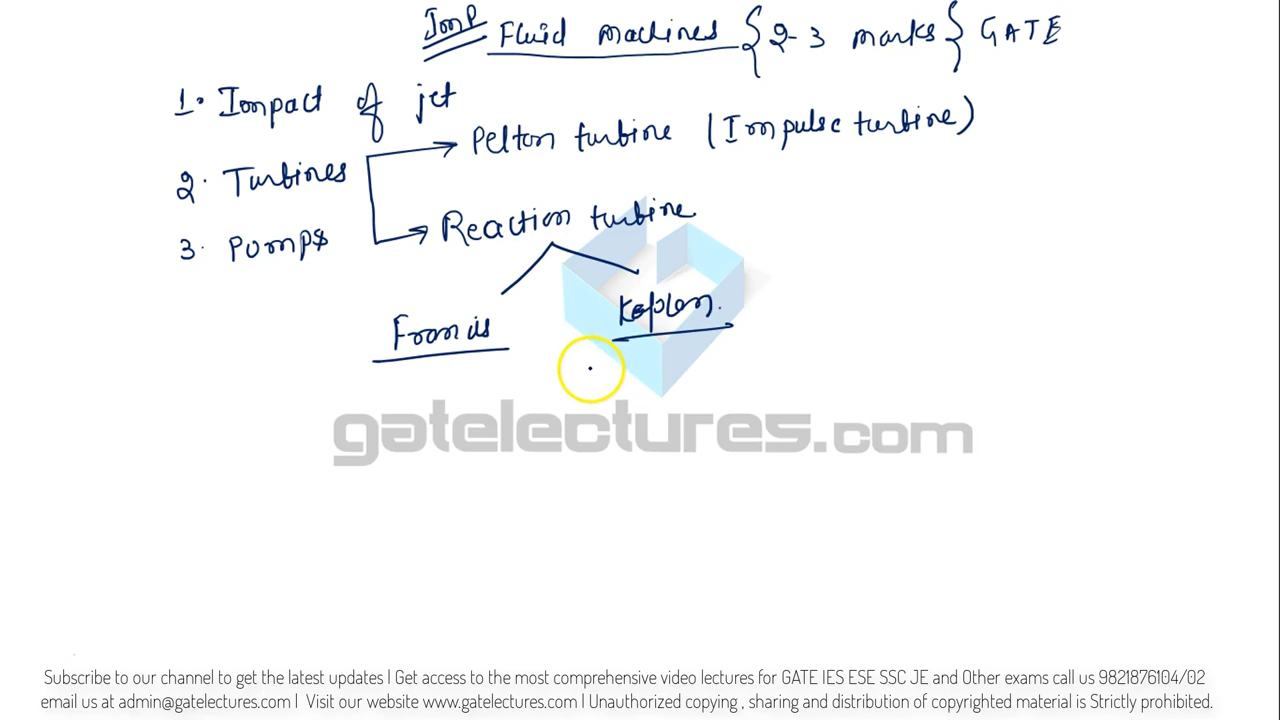 Imp Fluid machines {2-3 marks} GATE
1. Impact of jet
Pelton turbine (Impulse turbine)
2. Turbines
Reaction turbine
3. Pumps
Kaplan.
Francis
gatelectures.com
Subscribe to our channel to get the latest updates | Get access to the most comprehensive video lectures for GATE IES ESE SSC JE and Other exams call us 9821876104/02
email us at admin@gatelectures.com | Visit our website www.gatelectures.com | Unauthorized copying , sharing and distribution of copyrighted material is Strictly prohibited.